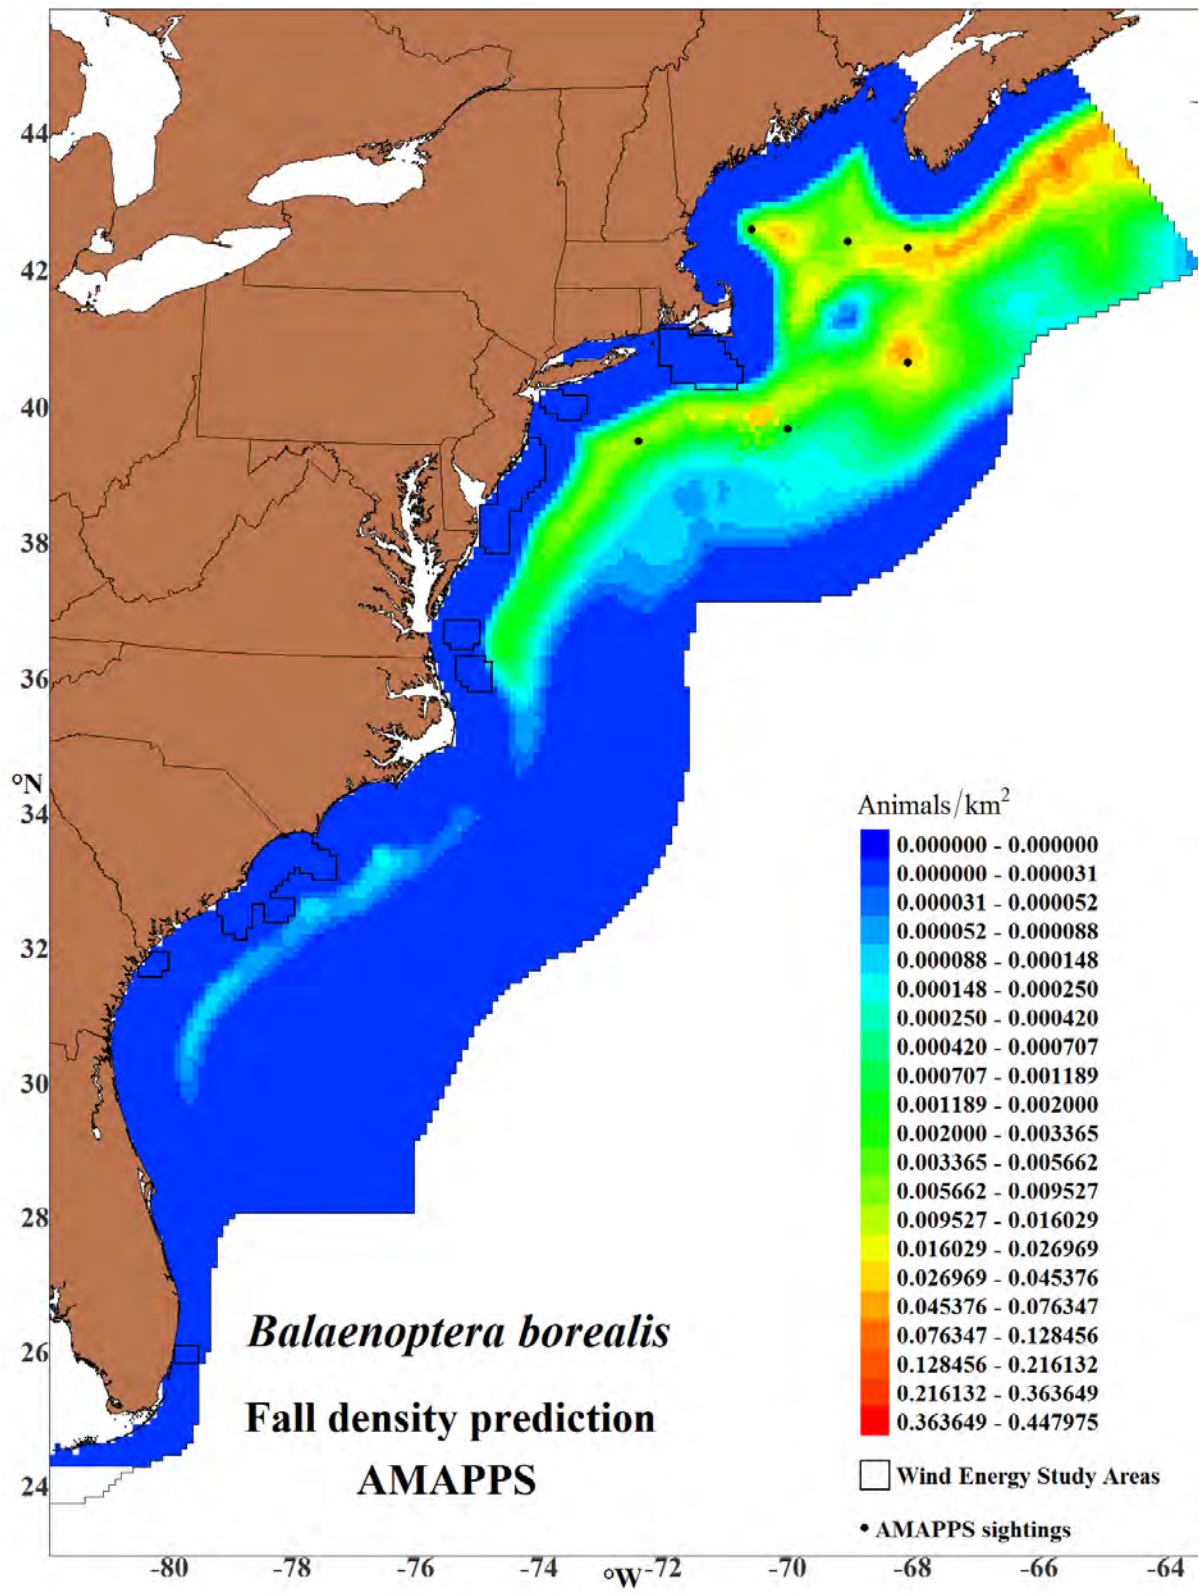 44
42
40
38
36
°N
34
32
30
28
26
24
Animals/km²
0.000000 - 0.000000
0.000000 - 0.000031
0.000031 - 0.000052
0.000052 - 0.000088
0.000088 - 0.000148
0.000148 - 0.000250
0.000250 - 0.000420
0.000420 - 0.000707
0.000707 - 0.001189
0.001189 - 0.002000
0.002000 - 0.003365
0.003365 - 0.005662
0.005662 - 0.009527
0.009527 - 0.016029
0.016029 - 0.026969
0.026969 - 0.045376
0.045376 - 0.076347
0.076347 - 0.128456
0.128456 - 0.216132
0.216132 - 0.363649
0.363649 - 0.447975
Wind Energy Study Areas
AMAPPS sightings
Balaenoptera borealis
Fall density prediction
AMAPPS
-80 -78 -76 -74 °W -72 -70 -68 -66 -64